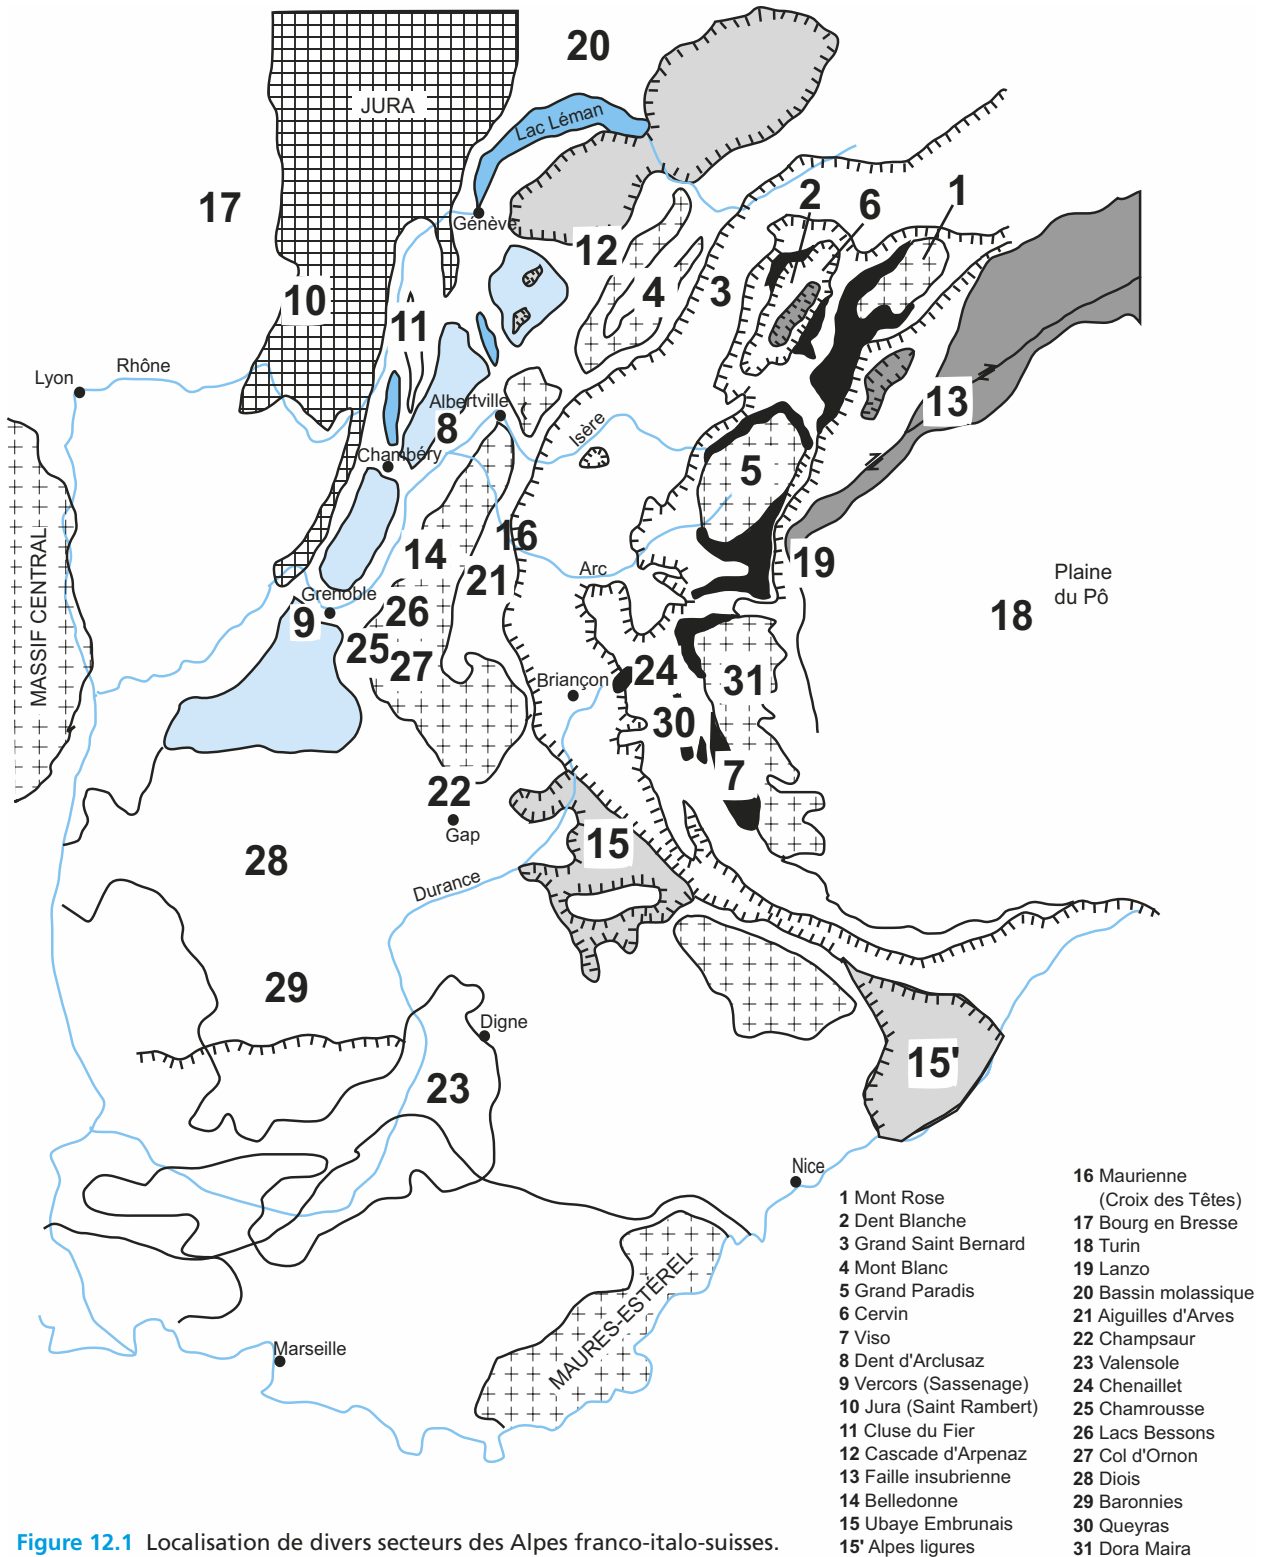 20
JURA
Lac Léman
17
2
6
1
Génève
12
10
4
3
11
Rhône
Lyon
Albertville
13
8
Isère
Chambéry
5
MASSIF CENTRAL
16
14
19
Arc
21
Plaine
du Pô
Grenoble
26
18
9
25
27
24
31
Briançon
30
7
22
Gap
15
28
Durance
29
Digne
15'
23
Nice
MAURES-ESTÉREL
Marseille
1 Mont Rose
2 Dent Blanche
3 Grand Saint Bernard
4 Mont Blanc
5 Grand Paradis
6 Cervin
7 Viso
8 Dent d'Arclusaz
9 Vercors (Sassenage)
10 Jura (Saint Rambert)
11 Cluse du Fier
12 Cascade d'Arpenaz
13 Faille insubrienne
14 Belledonne
15 Ubaye Embrunais
15' Alpes ligures
16 Maurienne
(Croix des Têtes)
17 Bourg en Bresse
18 Turin
19 Lanzo
20 Bassin molassique
21 Aiguilles d'Arves
22 Champsaur
23 Valensole
24 Chenaillet
25 Chamrousse
26 Lacs Bessons
27 Col d'Ornon
28 Diois
29 Baronnies
30 Queyras
31 Dora Maira
Figure 12.1 Localisation de divers secteurs des Alpes franco-italo-suisses.